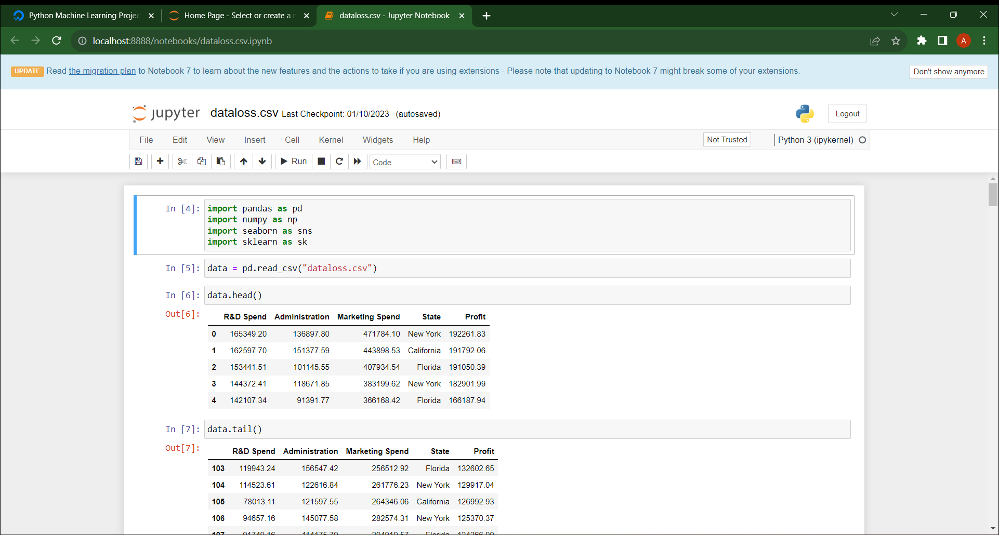 Python Machine Learning Projec
Home Page - Select or create a n
dataloss.csv - Jupyter Notebook
localhost:8888/notebooks/dataloss.csv.ipynb
A
UPDATE Read the migration plan to Notebook 7 to learn about the new features and the actions to take if you are using extensions - Please note that updating to Notebook 7 might break some of your extensions.
Don't show anymore
jupyter dataloss.csv Last Checkpoint: 01/10/2023 (autosaved)
Logout
File Edit View Insert Cell Kernel Widgets Help
Not Trusted
Python 3 (ipykernel)
Run
Code
In [4]: import pandas as pd
import numpy as np
import seaborn as sns
import sklearn as sk
In [5]: data = pd.read_csv("dataloss.csv")
In [6]: data.head()
Out[6]:
R&D Spend Administration Marketing Spend State Profit
0 165349.20 136897.80 471784.10 New York 192261.83
1 162597.70 151377.59 443898.53 California 191792.06
2 153441.51 101145.55 407934.54 Florida 191050.39
3 144372.41 118671.85 383199.62 New York 182901.99
4 142107.34 91391.77 366168.42 Florida 166187.94
In [7]: data.tail()
Out[7]:
R&D Spend Administration Marketing Spend State Profit
103 119943.24 156547.42 256512.92 Florida 132602.65
104 114523.61 122616.84 261776.23 New York 129917.04
105 78013.11 121597.55 264346.06 California 126992.93
106 94657.16 145077.58 282574.31 New York 125370.37
107 91749.16 114175.79 294919.57 Florida 124266.90